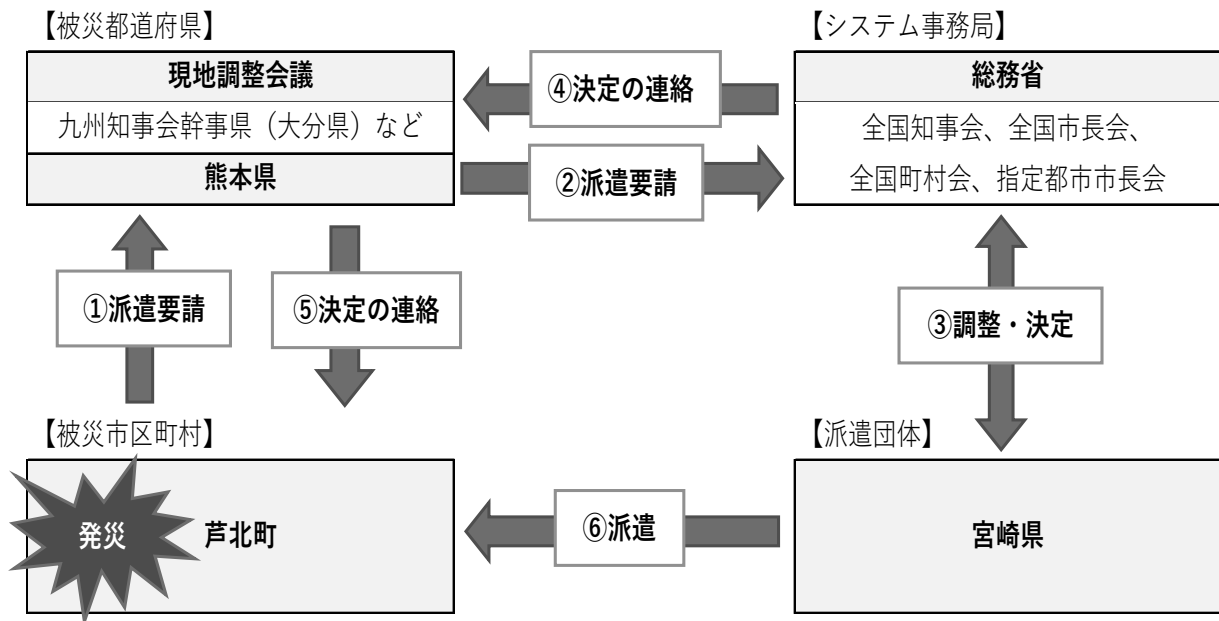 【被災都道府県】
現地調整会議
九州知事会幹事県（大分県）など
熊本県
④決定の連絡
②派遣要請
【システム事務局】
総務省
全国知事会、全国市長会、
全国町村会、指定都市市長会
①派遣要請
⑤決定の連絡
③調整・決定
【被災市区町村】
発災
芦北町
⑥派遣
【派遣団体】
宮崎県